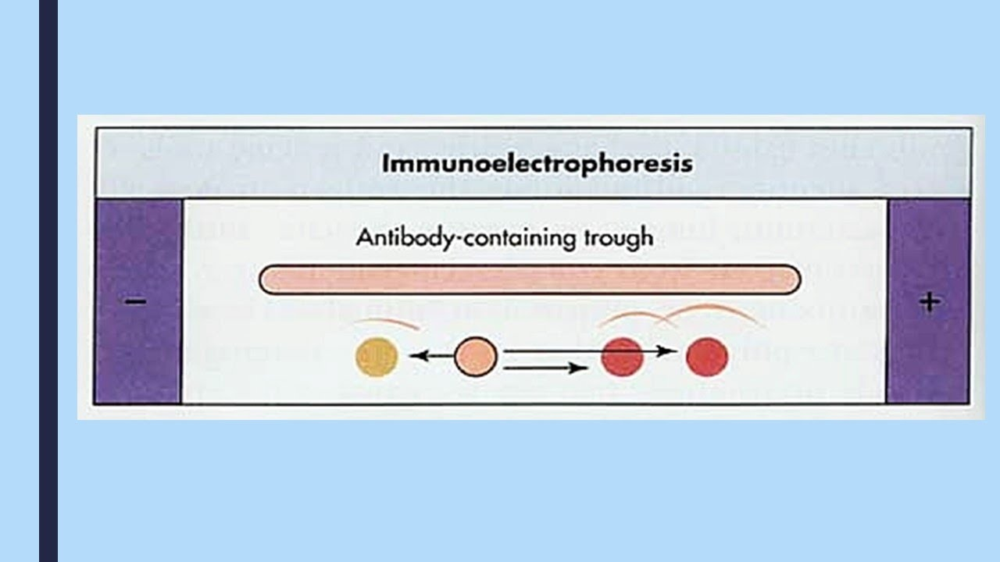 Immunoelectrophoresis
Antibody-containing trough
−
+